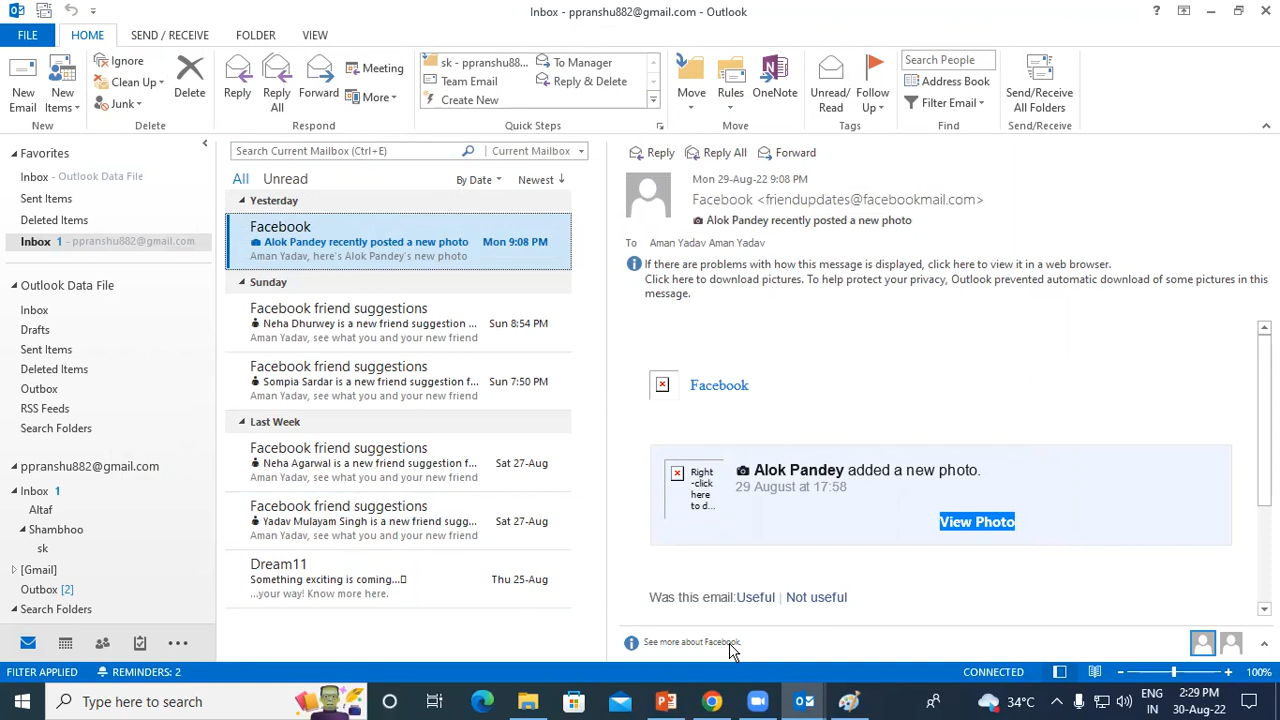 Inbox - ppranshu882@gmail.com - Outlook
?
FILE HOME SEND / RECEIVE FOLDER VIEW
New Email
New Items
Ignore
Clean Up
Junk
Delete
Reply
Reply All
Forward
Meeting
More
sk - ppranshu88...
Team Email
Create New
To Manager
Reply & Delete
Move
Rules
OneNote
Unread/ Read
Follow Up
Search People
Address Book
Filter Email
Send/Receive All Folders
New Delete Respond Quick Steps Move Tags Find Send/Receive
Favorites
Inbox - Outlook Data File
Sent Items
Deleted Items
Inbox 1 - ppranshu882@gmail.com
Outlook Data File
Inbox
Drafts
Sent Items
Deleted Items
Outbox
RSS Feeds
Search Folders
ppranshu882@gmail.com
Inbox 1
Altaf
Shambhoo
sk
[Gmail]
Outbox [2]
Search Folders
Search Current Mailbox (Ctrl+E) Current Mailbox
All Unread By Date Newest
Yesterday
Facebook
Alok Pandey recently posted a new photo Mon 9:08 PM
Aman Yadav, here's Alok Pandey's new photo
Sunday
Facebook friend suggestions
Neha Dhurwey is a new friend suggestion ... Sun 8:54 PM
Aman Yadav, see what you and your new friend
Facebook friend suggestions
Sompia Sardar is a new friend suggestion f... Sun 7:50 PM
Aman Yadav, see what you and your new friend
Last Week
Facebook friend suggestions
Neha Agarwal is a new friend suggestion f... Sat 27-Aug
Aman Yadav, see what you and your new friend
Facebook friend suggestions
Yadav Mulayam Singh is a new friend sugg... Sat 27-Aug
Aman Yadav, see what you and your new friend
Dream11
Something exciting is coming... Thu 25-Aug
...your way! Know more here.
Reply Reply All Forward
Mon 29-Aug-22 9:08 PM
Facebook <friendupdates@facebookmail.com>
Alok Pandey recently posted a new photo
To Aman Yadav Aman Yadav
If there are problems with how this message is displayed, click here to view it in a web browser.
Click here to download pictures. To help protect your privacy, Outlook prevented automatic download of some pictures in this
message.
Facebook
Right
-click
here
to d...
Alok Pandey added a new photo.
29 August at 17:58
View Photo
Was this email:Useful | Not useful
See more about Facebook.
FILTER APPLIED REMINDERS: 2 CONNECTED 100%
Type here to search
34°C
ENG
IN
2:29 PM
30-Aug-22